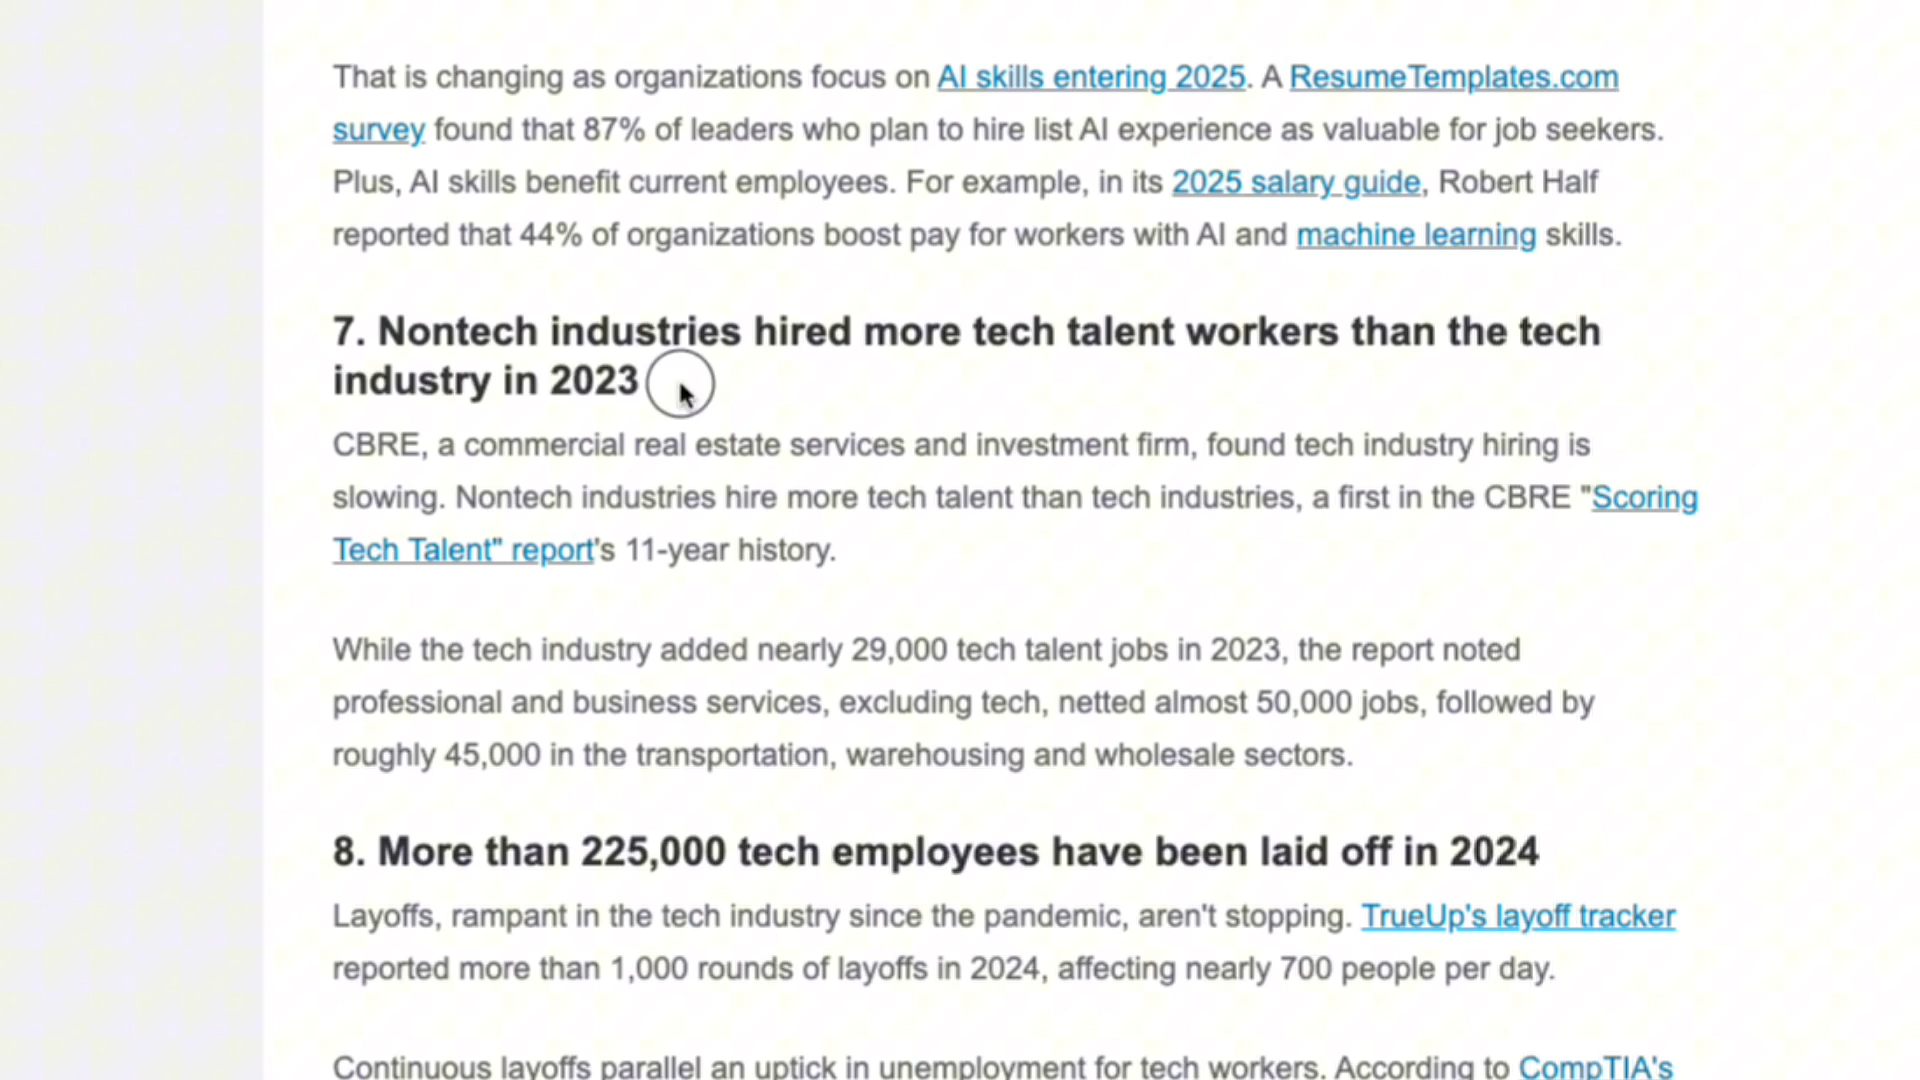 That is changing as organizations focus on AI skills entering 2025. A ResumeTemplates.com
survey found that 87% of leaders who plan to hire list AI experience as valuable for job seekers.
Plus, AI skills benefit current employees. For example, in its 2025 salary guide, Robert Half
reported that 44% of organizations boost pay for workers with AI and machine learning skills.
7. Nontech industries hired more tech talent workers than the tech
industry in 2023
CBRE, a commercial real estate services and investment firm, found tech industry hiring is
slowing. Nontech industries hire more tech talent than tech industries, a first in the CBRE "Scoring
Tech Talent" report's 11-year history.
While the tech industry added nearly 29,000 tech talent jobs in 2023, the report noted
professional and business services, excluding tech, netted almost 50,000 jobs, followed by
roughly 45,000 in the transportation, warehousing and wholesale sectors.
8. More than 225,000 tech employees have been laid off in 2024
Layoffs, rampant in the tech industry since the pandemic, aren't stopping. TrueUp's layoff tracker
reported more than 1,000 rounds of layoffs in 2024, affecting nearly 700 people per day.
Continuous layoffs parallel an uptick in unemployment for tech workers. According to CompTIA's